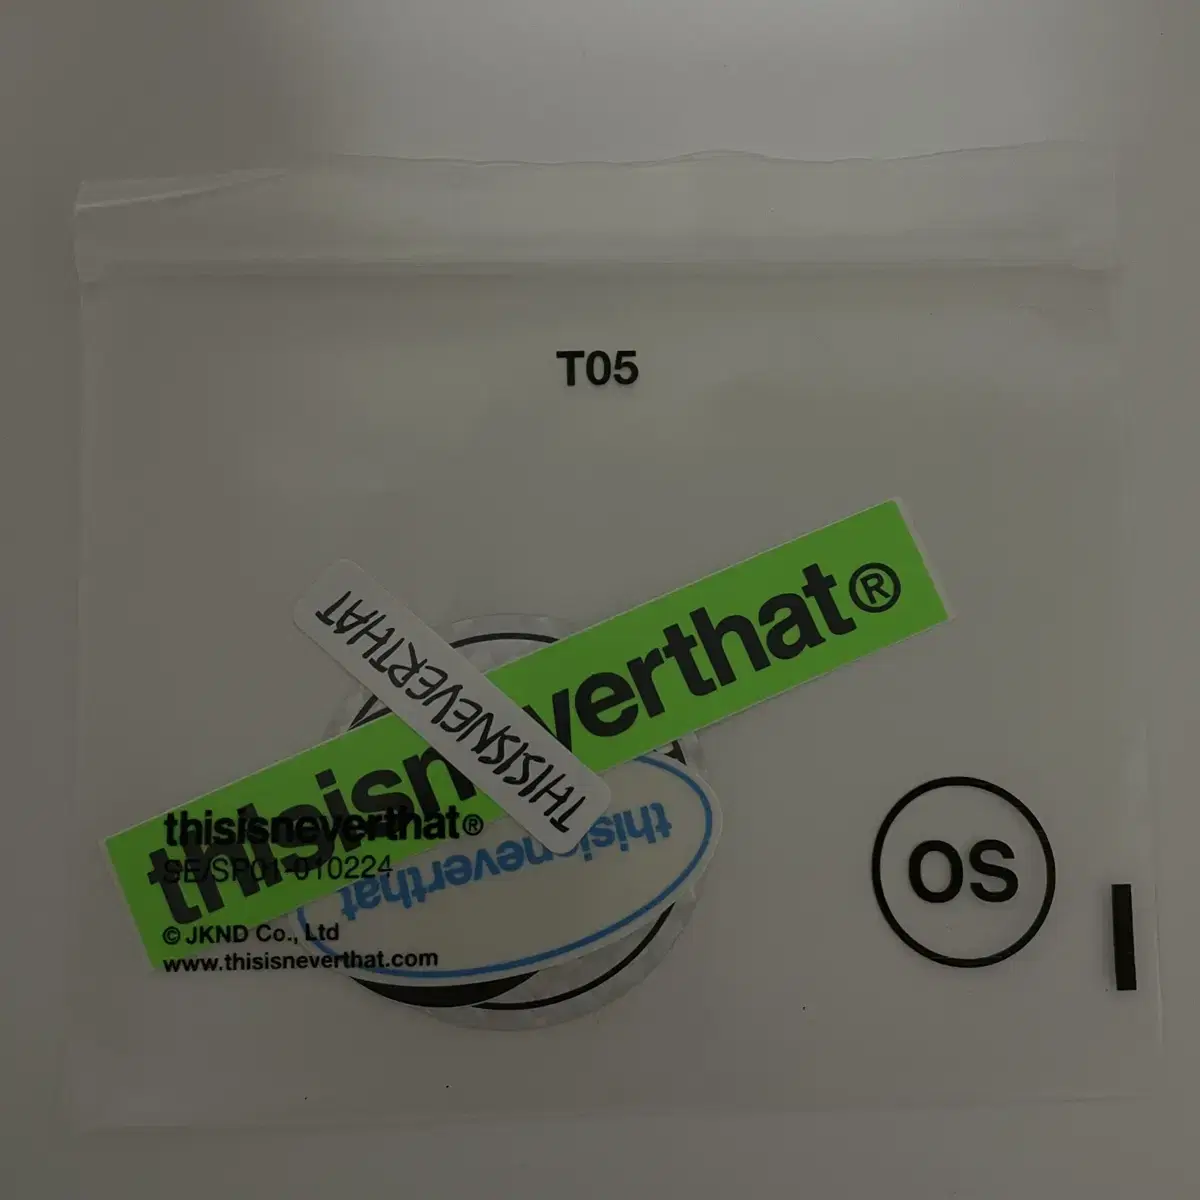 T05
thisisneverthat®
THISISNEVERTHAT
thisisneverthat®
SE/SP01-010224
© JKND Co., Ltd
www.thisisneverthat.com
thisisneverthat
OS